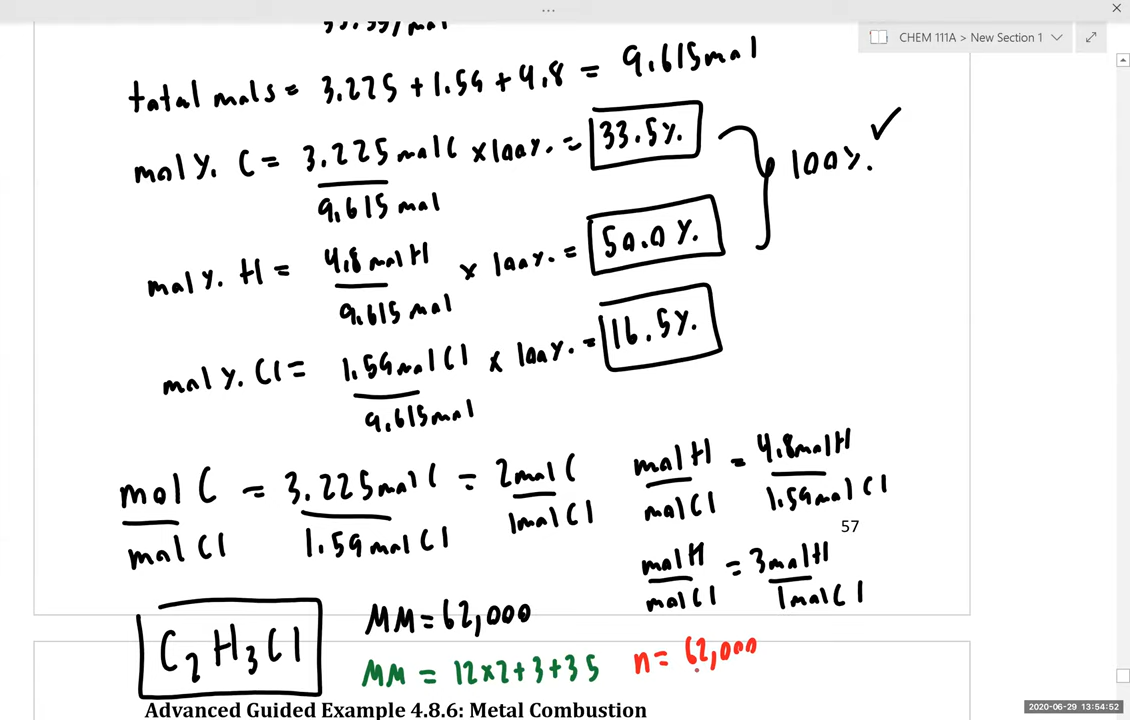 CHEM 111A > New Section 1
total mols = 3.225 + 1.59 + 4.8 = 9.615 mol
mol %. C = 3.225 mol C / 9.615 mol × 100%. = 33.5%.
100%. ✓
mol %. H = 4.8 mol H / 9.615 mol × 100%. = 50.0%.
mol %. Cl = 1.59 mol Cl / 9.615 mol × 100%. = 16.5%.
mol C / mol Cl = 3.225 mol C / 1.59 mol Cl = 2 mol C / 1 mol Cl
mol H / mol Cl = 4.8 mol H / 1.59 mol Cl
57
mol H / mol Cl = 3 mol H / 1 mol Cl
C₂H₃Cl
MM = 62,000
MM = 12×2+3+35
n = 62,000
Advanced Guided Example 4.8.6: Metal Combustion
2020-06-29 13:54:52